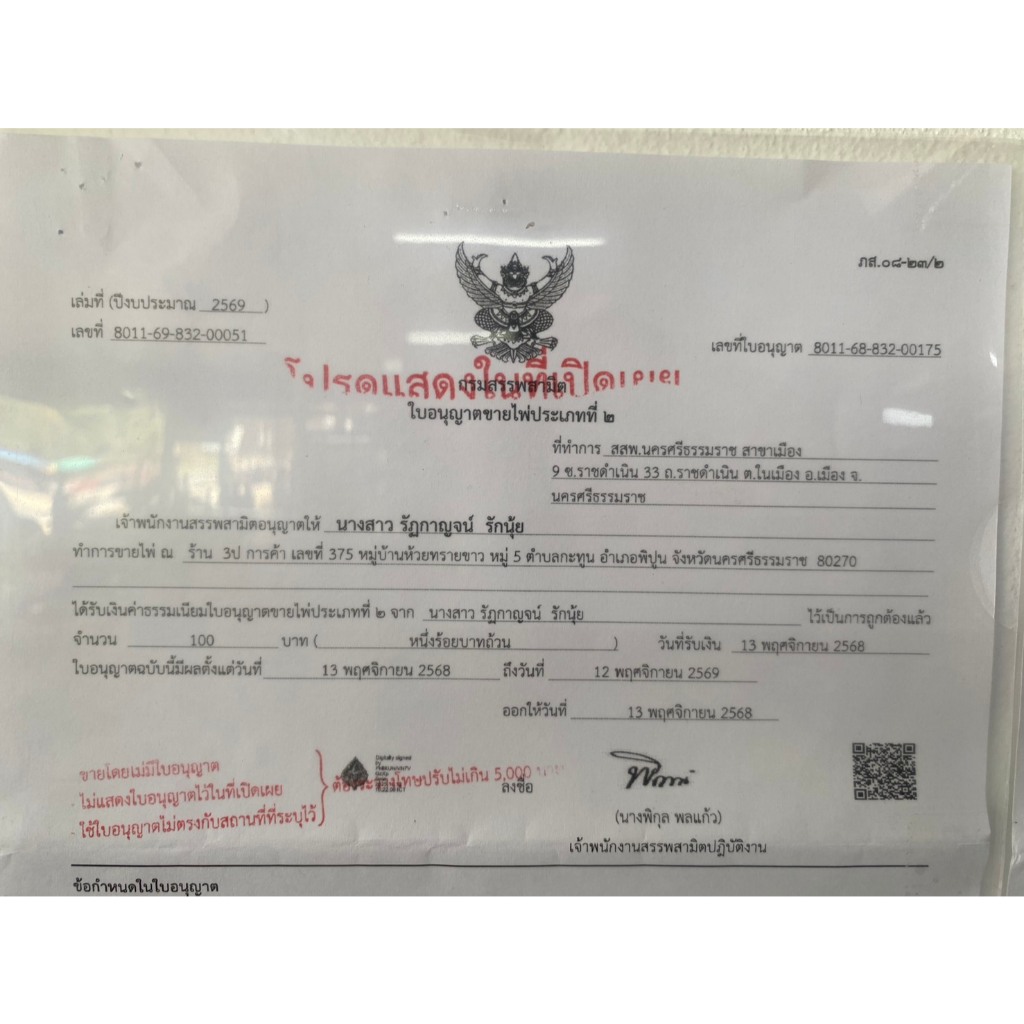 ภส.๐๘-๒๓/๒
เล่มที่ (ปีงบประมาณ 2569 )
เลขที่ 8011-69-832-00051
เลขที่ใบอนุญาต 8011-68-832-00175
โปรดแสดงในที่เปิดเผย
กรมสรรพสามิต
ใบอนุญาตขายไพ่ประเภทที่ ๒
ที่ทำการ สสพ.นครศรีธรรมราช สาขาเมือง
9 ซ.ราชดำเนิน 33 ถ.ราชดำเนิน ต.ในเมือง อ.เมือง จ.
นครศรีธรรมราช
เจ้าพนักงานสรรพสามิตอนุญาตให้ นางสาว รัฏกาญจน์ รักนุ้ย
ทำการขายไพ่ ณ ร้าน 3ป การค้า เลขที่ 375 หมู่บ้านห้วยทรายขาว หมู่ 5 ตำบลกะทูน อำเภอพิปูน จังหวัดนครศรีธรรมราช 80270
ได้รับเงินค่าธรรมเนียมใบอนุญาตขายไพ่ประเภทที่ ๒ จาก นางสาว รัฏกาญจน์ รักนุ้ย ไว้เป็นการถูกต้องแล้ว
จำนวน 100 บาท ( หนึ่งร้อยบาทถ้วน ) วันที่รับเงิน 13 พฤศจิกายน 2568
ใบอนุญาตฉบับนี้มีผลตั้งแต่วันที่ 13 พฤศจิกายน 2568 ถึงวันที่ 12 พฤศจิกายน 2569
ออกให้วันที่ 13 พฤศจิกายน 2568
ขายโดยไม่มีใบอนุญาต
ไม่แสดงใบอนุญาตไว้ในที่เปิดเผย
ใช้ใบอนุญาตไม่ตรงกับสถานที่ที่ระบุไว้
ต้องระวางโทษปรับไม่เกิน 5,000 บาท
Digitally signed
by
ลงชื่อ
(นางพิกุล พลแก้ว)
เจ้าพนักงานสรรพสามิตปฏิบัติงาน
ข้อกำหนดในใบอนุญาต